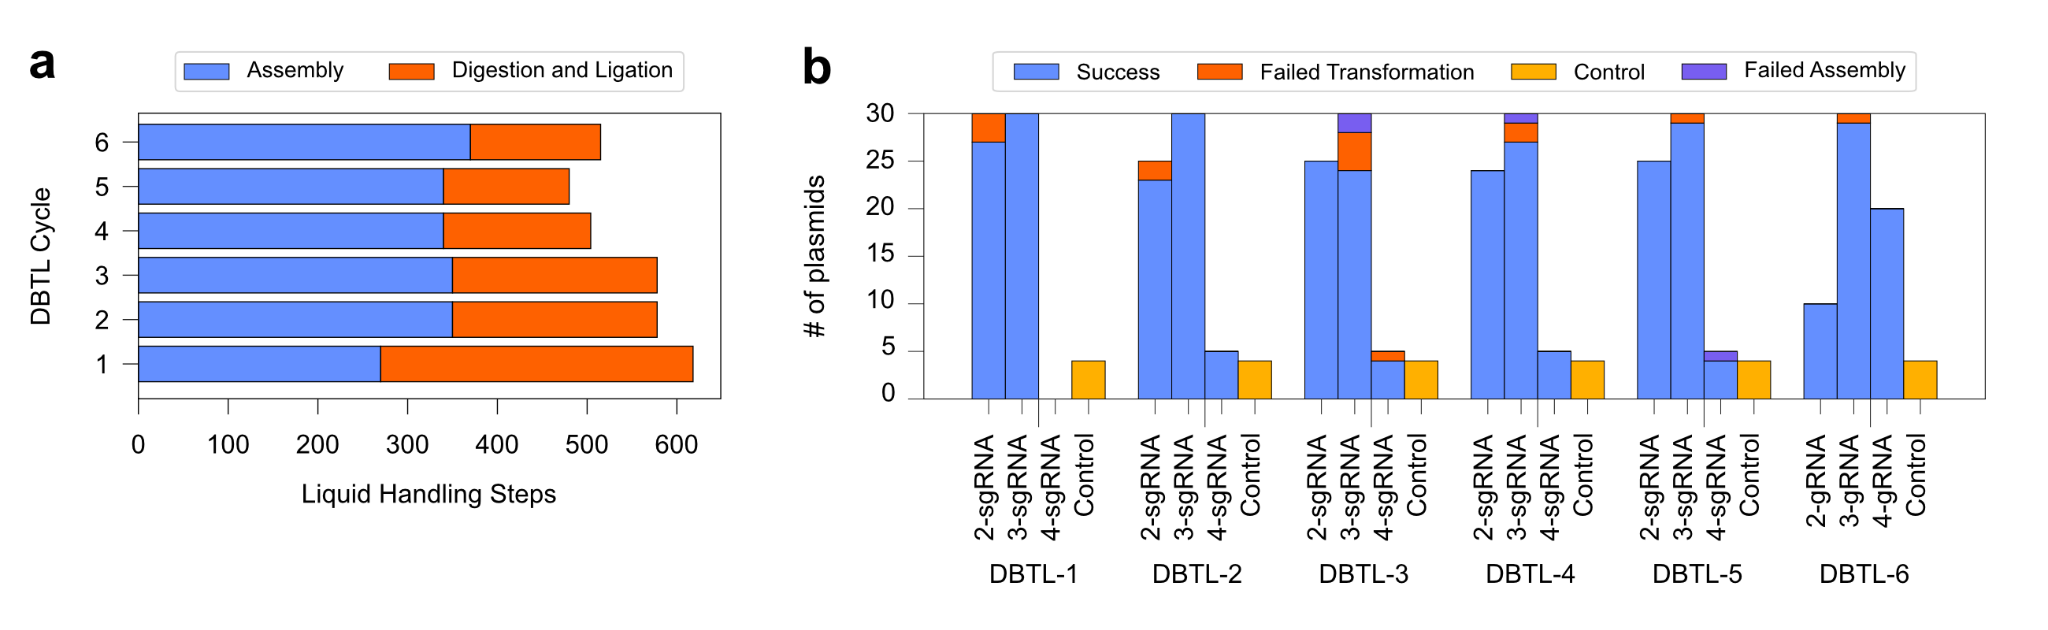 a
Assembly
Digestion and Ligation
DBTL Cycle
6
5
4
3
2
1
0 100 200 300 400 500 600
Liquid Handling Steps
b
Success
Failed Transformation
Control
Failed Assembly
# of plasmids
30
25
20
15
10
5
0
2-sgRNA
3-sgRNA
4-sgRNA
Control
2-sgRNA
3-sgRNA
4-sgRNA
Control
2-sgRNA
3-sgRNA
4-sgRNA
Control
2-sgRNA
3-sgRNA
4-sgRNA
Control
2-sgRNA
3-sgRNA
4-sgRNA
Control
2-gRNA
3-gRNA
4-gRNA
Control
DBTL-1 DBTL-2 DBTL-3 DBTL-4 DBTL-5 DBTL-6